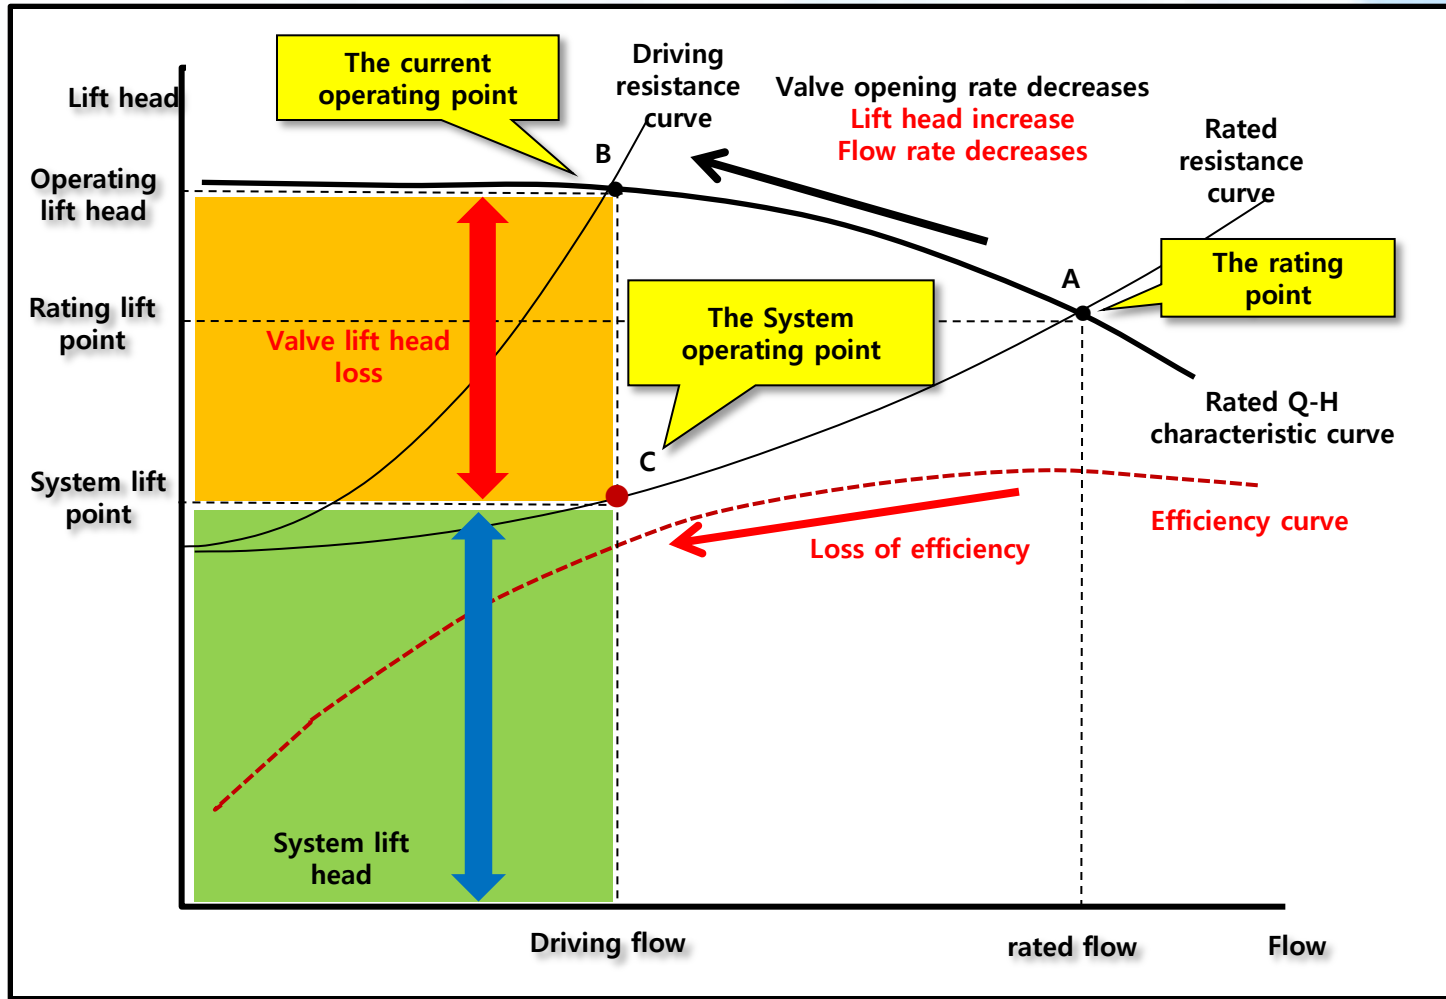 Lift head
The current
operating point
Driving
resistance
curve
Valve opening rate decreases
Lift head increase
Flow rate decreases
Rated
resistance
curve
B
Operating
lift head
A
The rating
point
Rating lift
point
Valve lift head
loss
The System
operating point
Rated Q-H
characteristic curve
C
System lift
point
Efficiency curve
Loss of efficiency
System lift
head
Driving flow
rated flow
Flow